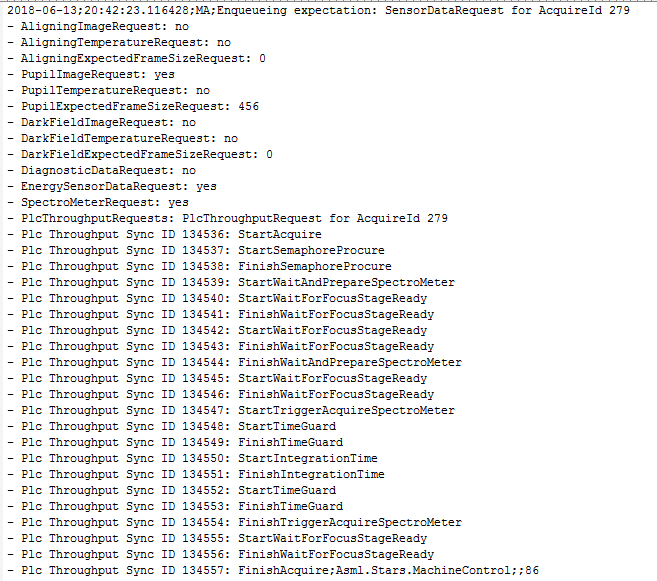 2018-06-13;20:42:23.116428;MA;Enqueueing expectation: SensorDataRequest for AcquireId 279
- AligningImageRequest: no
- AligningTemperatureRequest: no
- AligningExpectedFrameSizeRequest: 0
- PupilImageRequest: yes
- PupilTemperatureRequest: no
- PupilExpectedFrameSizeRequest: 456
- DarkFieldImageRequest: no
- DarkFieldTemperatureRequest: no
- DarkFieldExpectedFrameSizeRequest: 0
- DiagnosticDataRequest: no
- EnergySensorDataRequest: yes
- SpectroMeterRequest: yes
- PlcThroughputRequests: PlcThroughputRequest for AcquireId 279
- Plc Throughput Sync ID 134536: StartAcquire
- Plc Throughput Sync ID 134537: StartSemaphoreProcure
- Plc Throughput Sync ID 134538: FinishSemaphoreProcure
- Plc Throughput Sync ID 134539: StartWaitAndPrepareSpectroMeter
- Plc Throughput Sync ID 134540: StartWaitForFocusStageReady
- Plc Throughput Sync ID 134541: FinishWaitForFocusStageReady
- Plc Throughput Sync ID 134542: StartWaitForFocusStageReady
- Plc Throughput Sync ID 134543: FinishWaitForFocusStageReady
- Plc Throughput Sync ID 134544: FinishWaitAndPrepareSpectroMeter
- Plc Throughput Sync ID 134545: StartWaitForFocusStageReady
- Plc Throughput Sync ID 134546: FinishWaitForFocusStageReady
- Plc Throughput Sync ID 134547: StartTriggerAcquireSpectroMeter
- Plc Throughput Sync ID 134548: StartTimeGuard
- Plc Throughput Sync ID 134549: FinishTimeGuard
- Plc Throughput Sync ID 134550: StartIntegrationTime
- Plc Throughput Sync ID 134551: FinishIntegrationTime
- Plc Throughput Sync ID 134552: StartTimeGuard
- Plc Throughput Sync ID 134553: FinishTimeGuard
- Plc Throughput Sync ID 134554: FinishTriggerAcquireSpectroMeter
- Plc Throughput Sync ID 134555: StartWaitForFocusStageReady
- Plc Throughput Sync ID 134556: FinishWaitForFocusStageReady
- Plc Throughput Sync ID 134557: FinishAcquire;Asml.Stars.MachineControl;;86